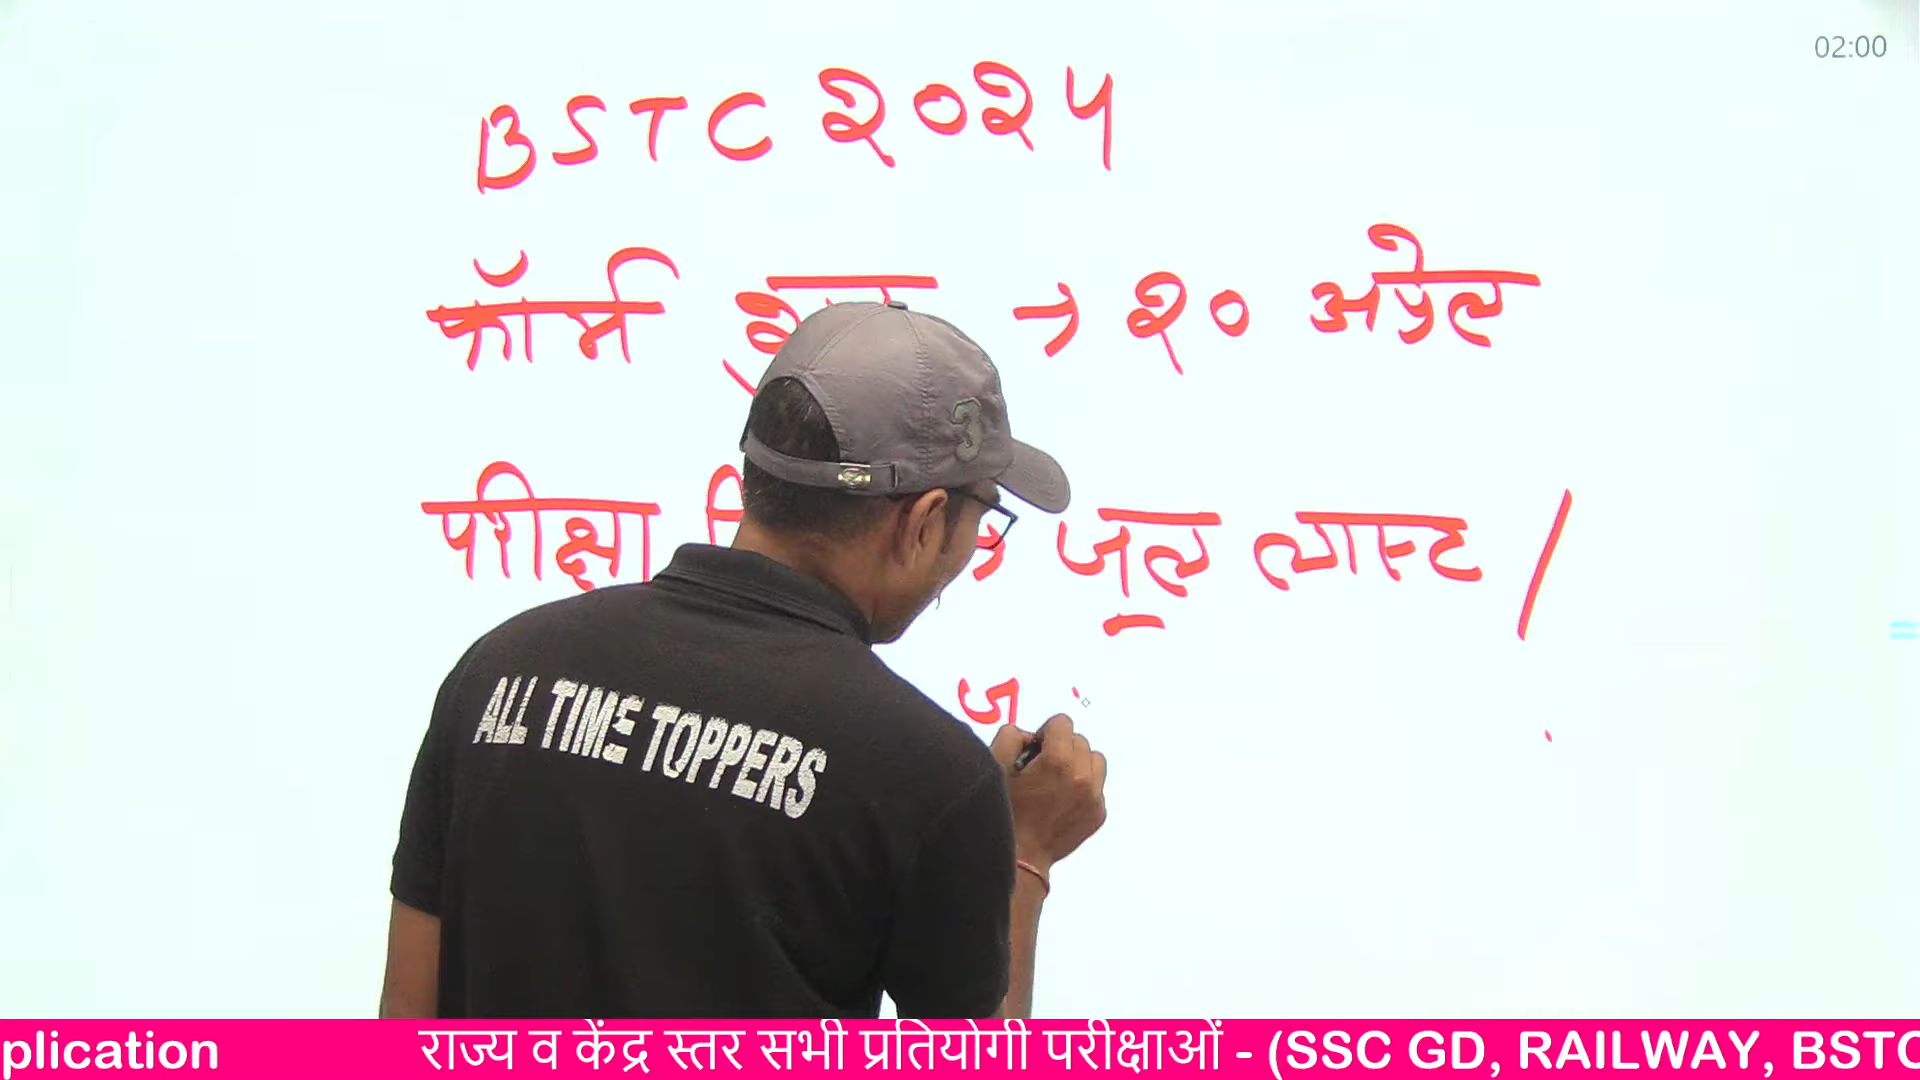 02:00
BSTC २०२५
फॉर्म → २० अप्रेल
परीक्षा जून लास्ट /
ज
ALL TIME TOPPERS
plication राज्य व केंद्र स्तर सभी प्रतियोगी परीक्षाओं - (SSC GD, RAILWAY, BSTC